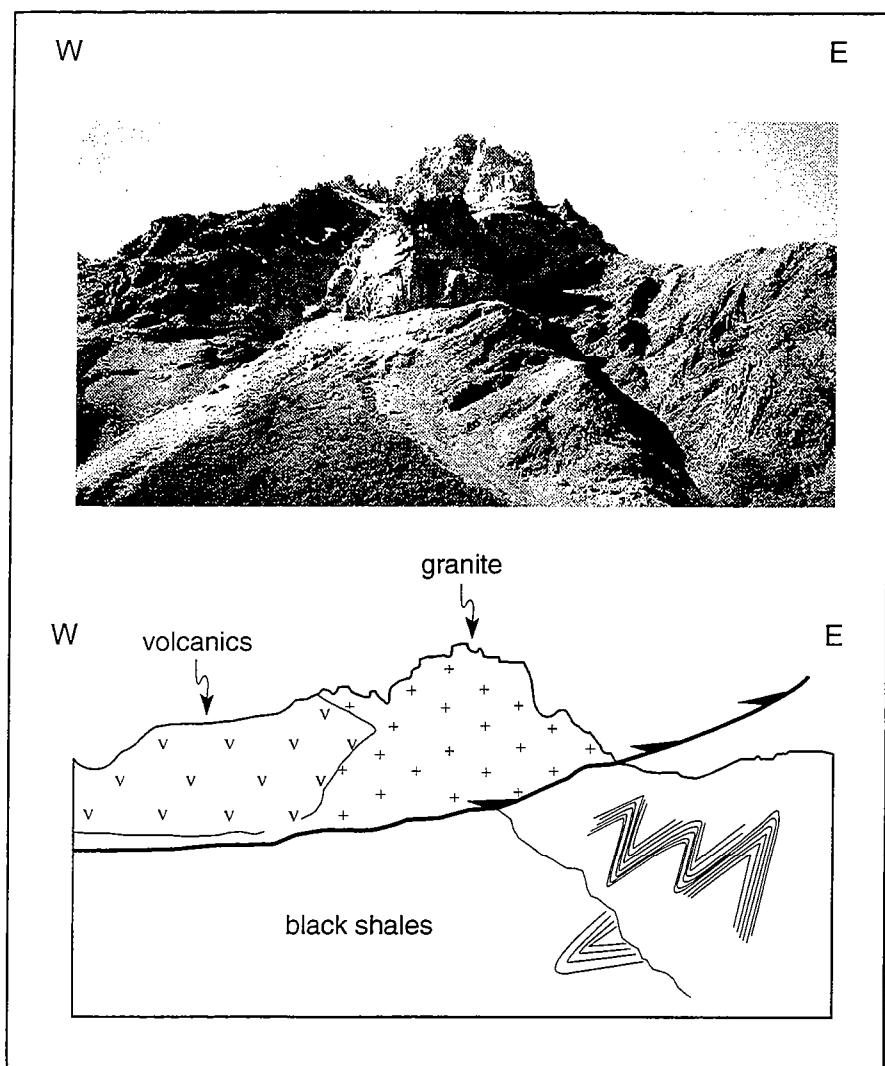 W E
granite
W E
volcanics
v v v v
v v v v
v v v v
black shales